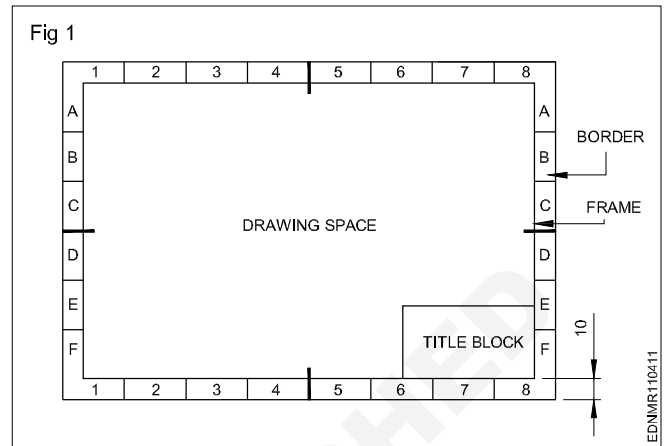 Fig 1
1 2 3 4 5 6 7 8
A A
B B
BORDER
C C
FRAME
DRAWING SPACE
D D
E E
10
TITLE BLOCK
F F
1 2 3 4 5 6 7 8
EDNMR110411